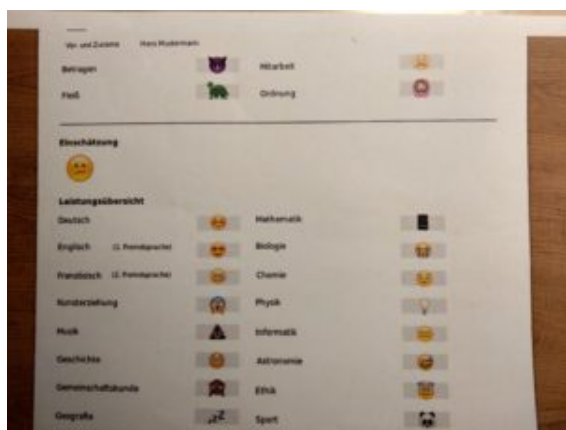 Vor- und Zuname Hans Mustermann
Betragen Mitarbeit
Fleiß Ordnung
Einschätzung
Leistungsübersicht
Deutsch Mathematik
Englisch (1. Fremdsprache) Biologie
Französisch (2. Fremdsprache) Chemie
Kunsterziehung Physik
Musik Informatik
Geschichte Astronomie
Gemeinschaftskunde Ethik
Geografie zzZ Sport